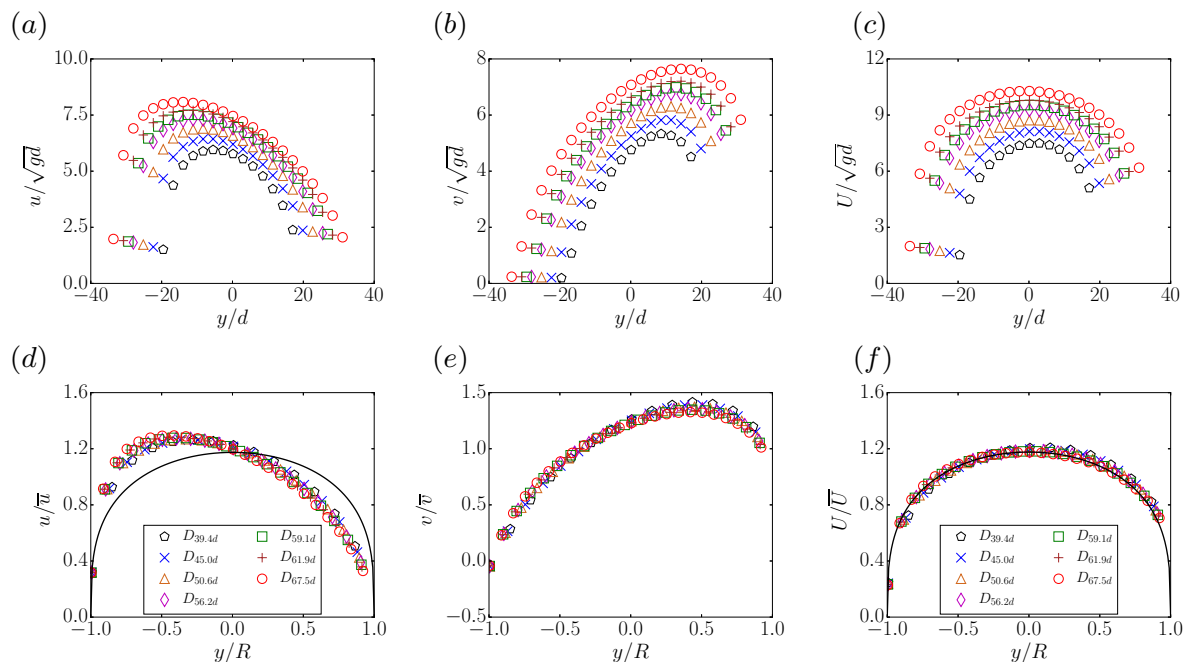 (a) (b) (c)
10.0 7.5 5.0 2.5 0.0
u/√gd
−40 −20 0 20 40
y/d
8 6 4 2 0
v/√gd
−40 −20 0 20 40
y/d
12 9 6 3 0
U/√gd
−40 −20 0 20 40
y/d
(d) (e) (f)
1.6 1.2 0.8 0.4 0.0
u/u̅
D39.4d D59.1d
D45.0d D61.9d
D50.6d D67.5d
D56.2d
−1.0 −0.5 0.0 0.5 1.0
y/R
1.5 1.0 0.5 0.0 −0.5
v/v̅
−1.0 −0.5 0.0 0.5 1.0
y/R
1.6 1.2 0.8 0.4 0.0
U/U̅
D39.4d D59.1d
D45.0d D61.9d
D50.6d D67.5d
D56.2d
−1.0 −0.5 0.0 0.5 1.0
y/R